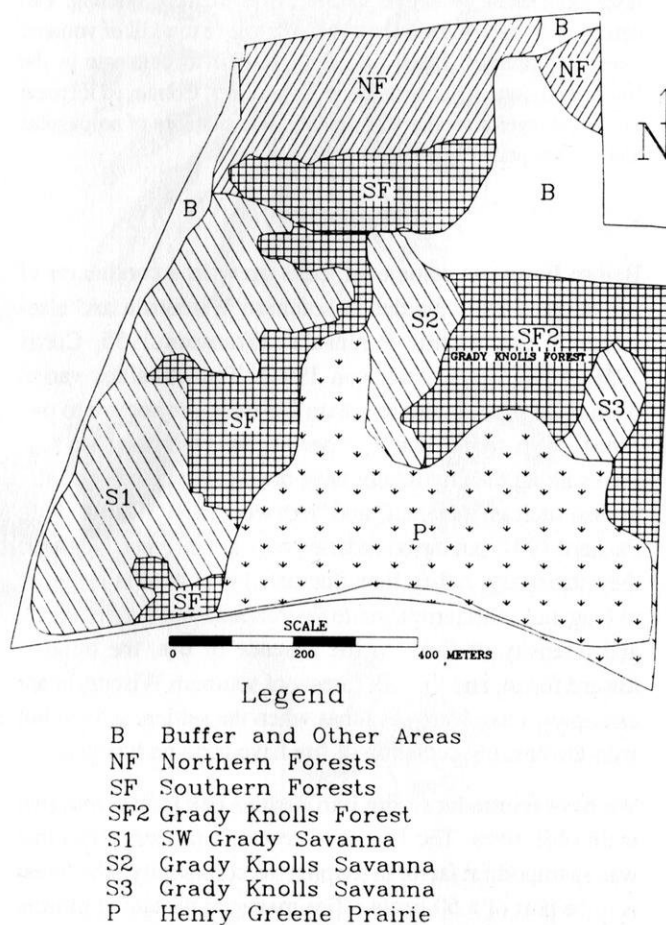 B
NF
NF
N
SF
B
B
S2
SF2
GRADY KNOLLS FOREST
S3
SF
S1
P
SF
SCALE
0 200 400 METERS
Legend
B Buffer and Other Areas
NF Northern Forests
SF Southern Forests
SF2 Grady Knolls Forest
S1 SW Grady Savanna
S2 Grady Knolls Savanna
S3 Grady Knolls Savanna
P Henry Greene Prairie